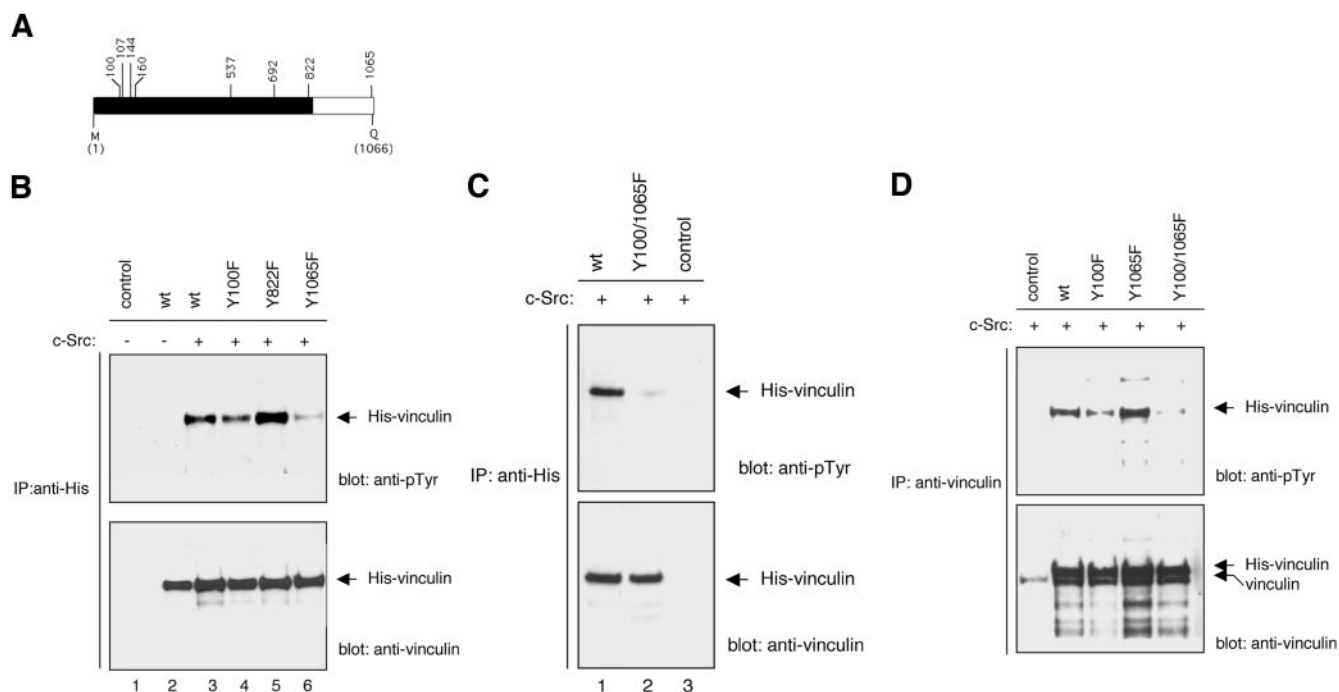 A
100
107
144
160
537
692
822
1065
M
(1)
Q
(1066)
B
control
wt
wt
Y100F
Y822F
Y1065F
c-Src: - - + + + +
His-vinculin
blot: anti-pTyr
IP:anti-His
His-vinculin
blot: anti-vinculin
1 2 3 4 5 6
C
wt
Y100/1065F
control
c-Src: + + +
His-vinculin
blot: anti-pTyr
IP: anti-His
His-vinculin
blot: anti-vinculin
1 2 3
D
control
wt
Y100F
Y1065F
Y100/1065F
c-Src: + + + + +
His-vinculin
blot: anti-pTyr
IP: anti-vinculin
His-vinculin
vinculin
blot: anti-vinculin